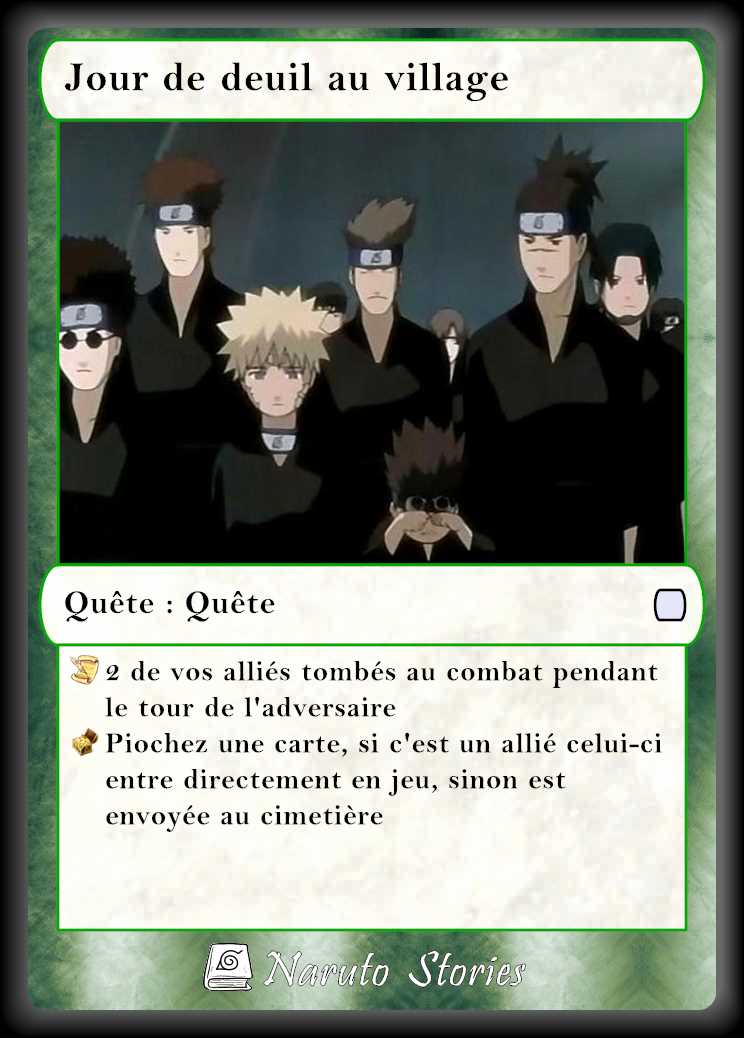 Jour de deuil au village
Quête : Quête
2 de vos alliés tombés au combat pendant
le tour de l'adversaire
Piochez une carte, si c'est un allié celui-ci
entre directement en jeu, sinon est
envoyée au cimetière
Naruto Stories